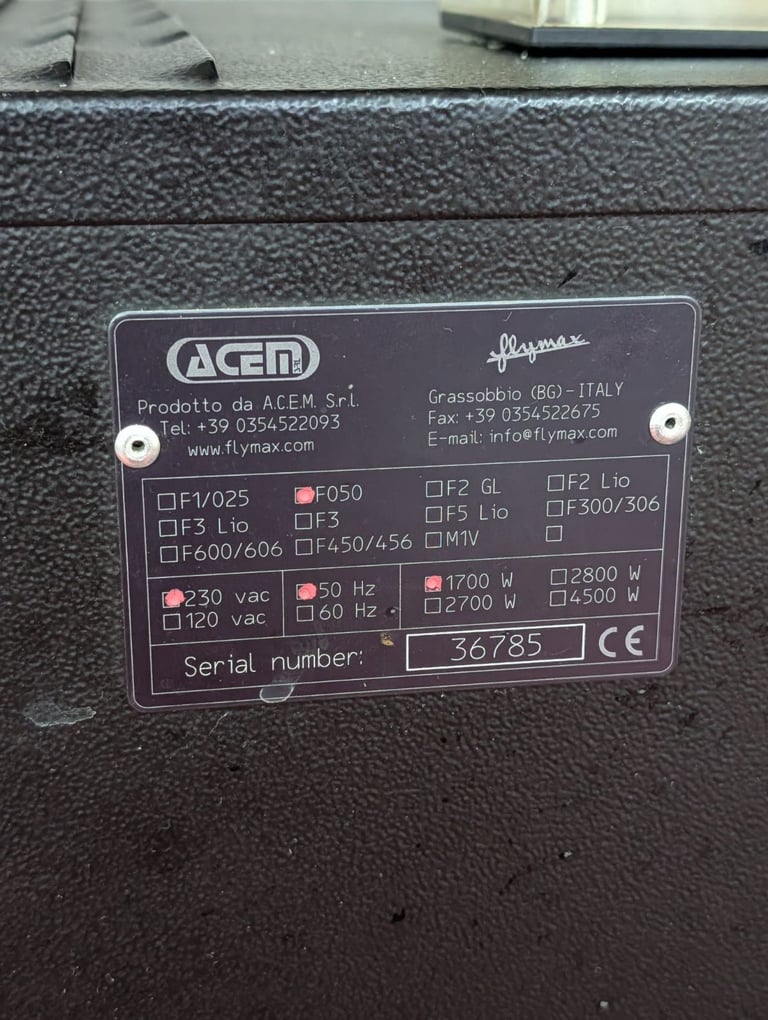 ACEM SRL
flymax
Prodotto da A.C.E.M. S.r.l.
Tel: +39 0354522093
www.flymax.com
Grassobbio (BG)-ITALY
Fax: +39 0354522675
E-mail: info@flymax.com
F1/025 F050 F2 GL F2 Lio
F3 Lio F3 F5 Lio F300/306
F600/606 F450/456 M1V
230 vac 50 Hz 1700 W 2800 W
120 vac 60 Hz 2700 W 4500 W
Serial number: 36785 CE